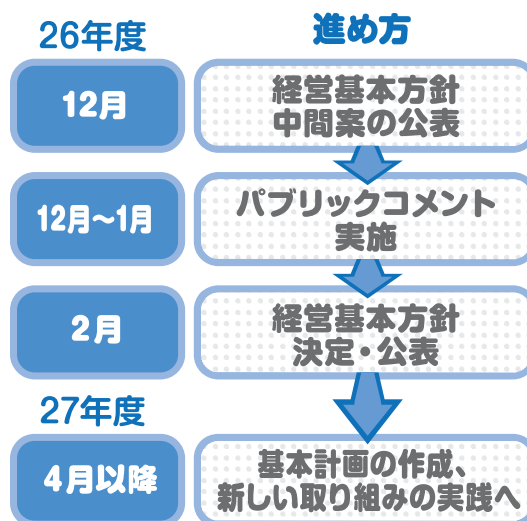 26年度
進め方
12月
経営基本方針
中間案の公表
12月～1月
パブリックコメント
実施
2月
経営基本方針
決定・公表
27年度
4月以降
基本計画の作成、
新しい取り組みの実践へ